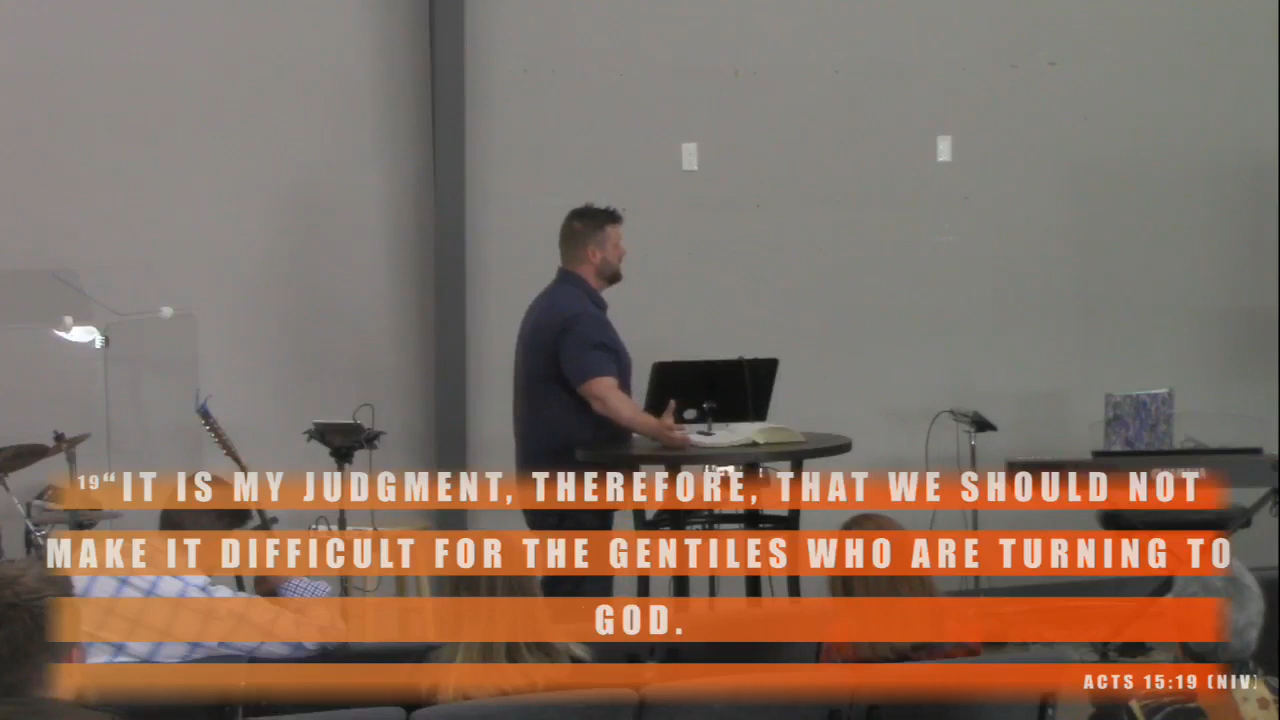 19“IT IS MY JUDGMENT, THEREFORE, THAT WE SHOULD NOT
MAKE IT DIFFICULT FOR THE GENTILES WHO ARE TURNING TO
GOD.
ACTS 15:19 (NIV)